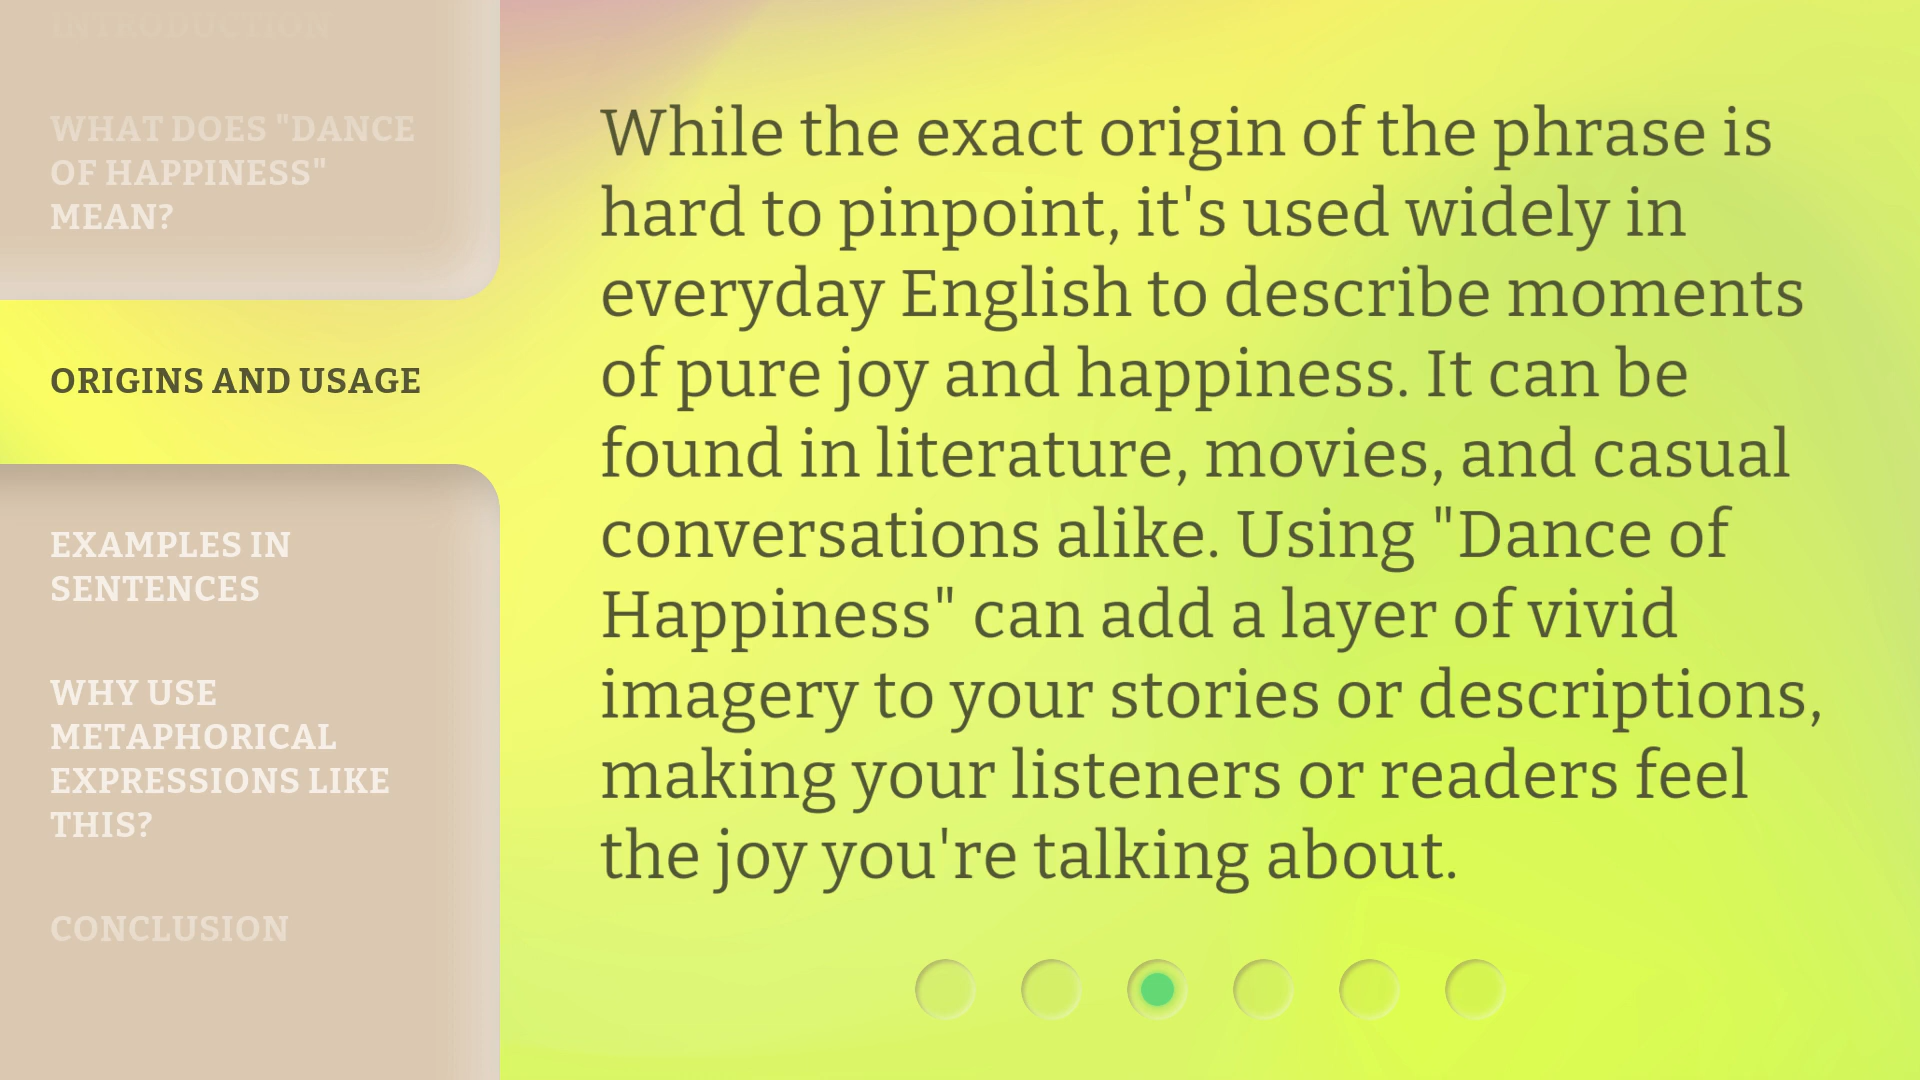 INTRODUCTION
WHAT DOES "DANCE
OF HAPPINESS"
MEAN?
ORIGINS AND USAGE
EXAMPLES IN
SENTENCES
WHY USE
METAPHORICAL
EXPRESSIONS LIKE
THIS?
CONCLUSION
While the exact origin of the phrase is
hard to pinpoint, it's used widely in
everyday English to describe moments
of pure joy and happiness. It can be
found in literature, movies, and casual
conversations alike. Using "Dance of
Happiness" can add a layer of vivid
imagery to your stories or descriptions,
making your listeners or readers feel
the joy you're talking about.